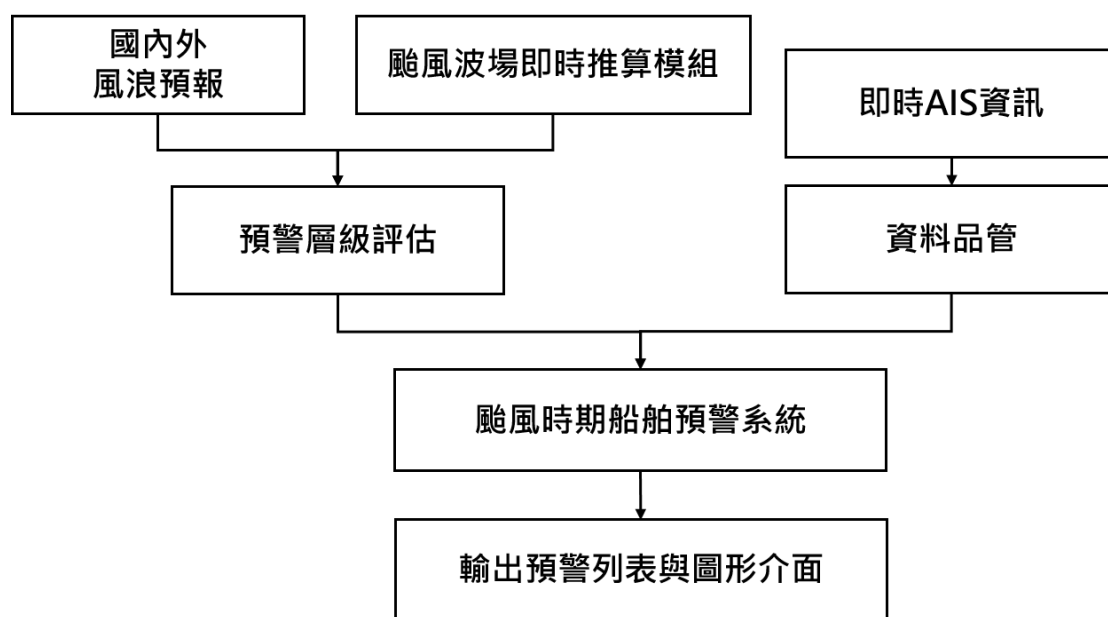 國內外
風浪預報
颱風波場即時推算模組
即時AIS資訊
預警層級評估
資料品管
颱風時期船舶預警系統
輸出預警列表與圖形介面